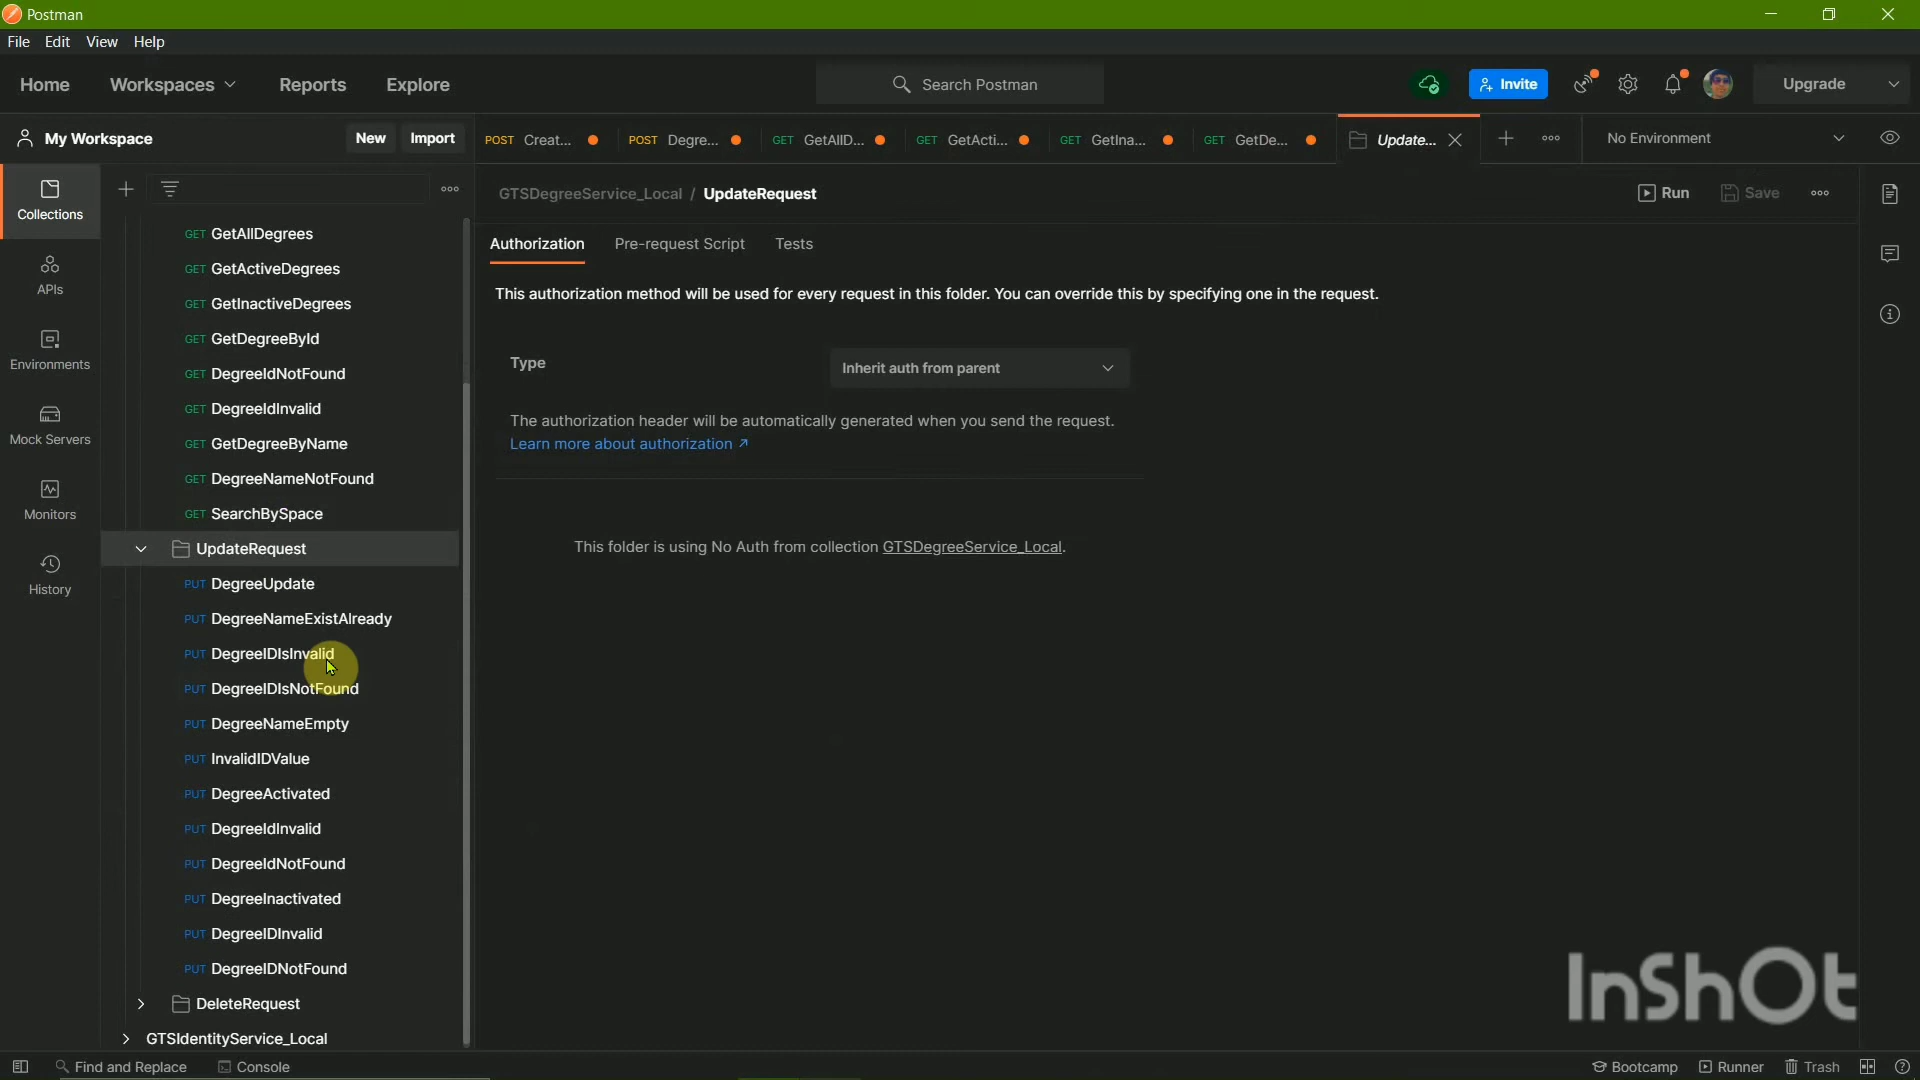 Postman
File Edit View Help
Home Workspaces Reports Explore Search Postman Invite Upgrade
My Workspace New Import POST Creat... POST Degre... GET GetAllD... GET GetActi... GET GetIna... GET GetDe... Update... No Environment
Collections
APIs
Environments
Mock Servers
Monitors
History
GET GetAllDegrees
GET GetActiveDegrees
GET GetInactiveDegrees
GET GetDegreeById
GET DegreeIdNotFound
GET DegreeIdInvalid
GET GetDegreeByName
GET DegreeNameNotFound
GET SearchBySpace
UpdateRequest
PUT DegreeUpdate
PUT DegreeNameExistAlready
PUT DegreeIDIsInvalid
PUT DegreeIDIsNotFound
PUT DegreeNameEmpty
PUT InvalidIDValue
PUT DegreeActivated
PUT DegreeIdInvalid
PUT DegreeIdNotFound
PUT DegreeInactivated
PUT DegreeIDInvalid
PUT DegreeIDNotFound
DeleteRequest
GTSIdentityService_Local
GTSDegreeService_Local / UpdateRequest Run Save
Authorization Pre-request Script Tests
This authorization method will be used for every request in this folder. You can override this by specifying one in the request.
Type Inherit auth from parent
The authorization header will be automatically generated when you send the request.
Learn more about authorization ↗
This folder is using No Auth from collection GTSDegreeService_Local.
InShOt
Find and Replace Console Bootcamp Runner Trash